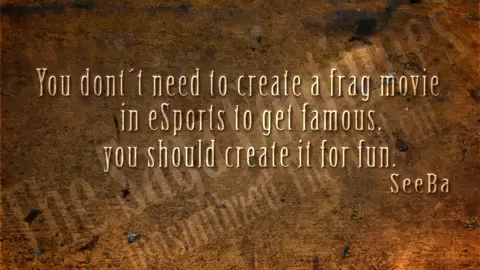 You dont´t need to create a frag movie
in eSports to get famous,
you should create it for fun.
SeeBa